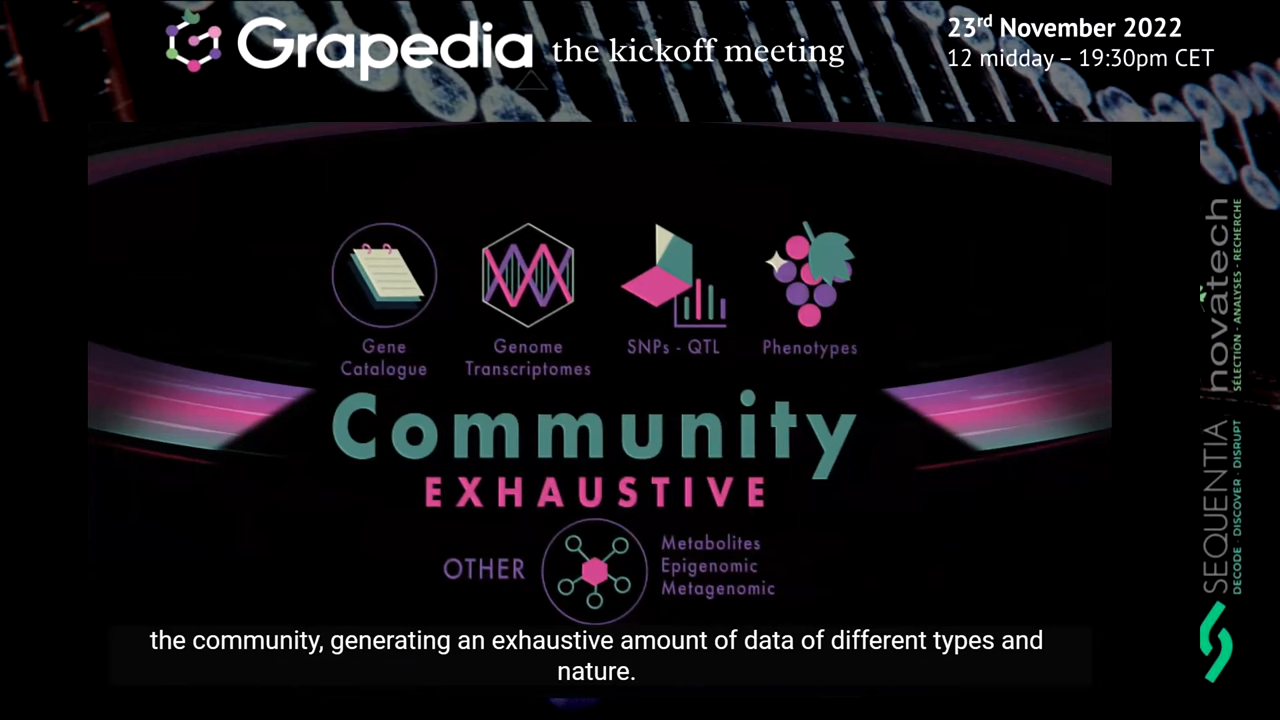 Grapedia the kickoff meeting
23rd November 2022
12 midday – 19:30pm CET
Gene
Catalogue
Genome
Transcriptomes
SNPs - QTL
Phenotypes
Community
EXHAUSTIVE
OTHER
Metabolites
Epigenomic
Metagenomic
the community, generating an exhaustive amount of data of different types and
nature.
novatech
SÉLECTION - ANALYSES - RECHERCHE
SEQUENTIA
DECODE · DISCOVER · DISRUPT